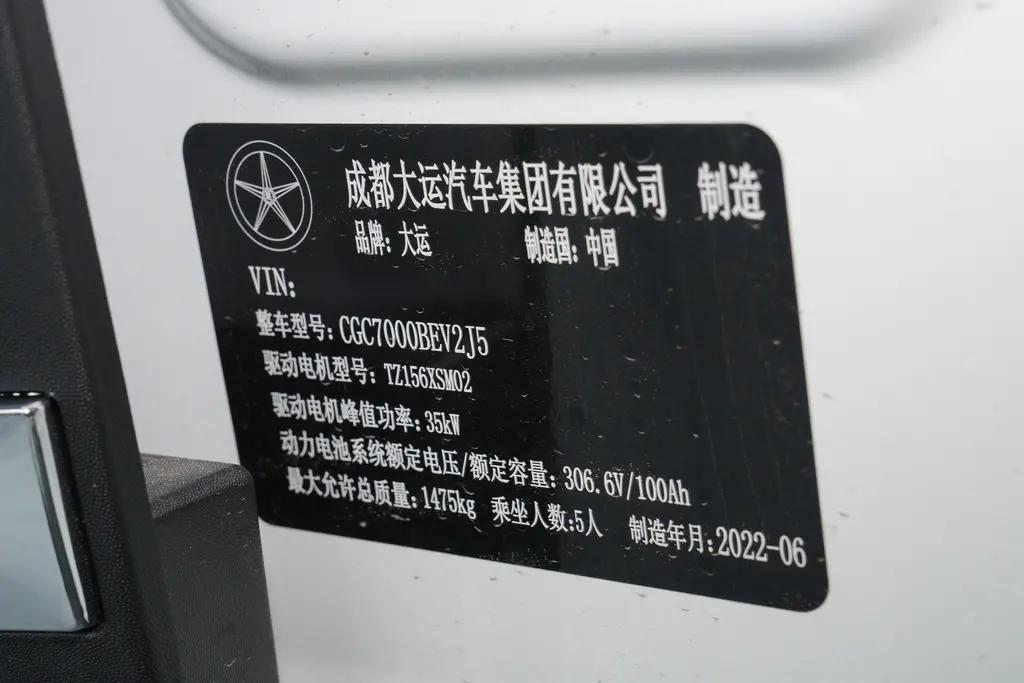 成都大运汽车集团有限公司 制造
品牌：大运 制造国：中国
VIN:
整车型号：CGC7000BEV2J5
驱动电机型号：TZ156XSM02
驱动电机峰值功率：35kW
动力电池系统额定电压/额定容量：306.6V/100Ah
最大允许总质量：1475kg 乘坐人数:5人 制造年月:2022-06